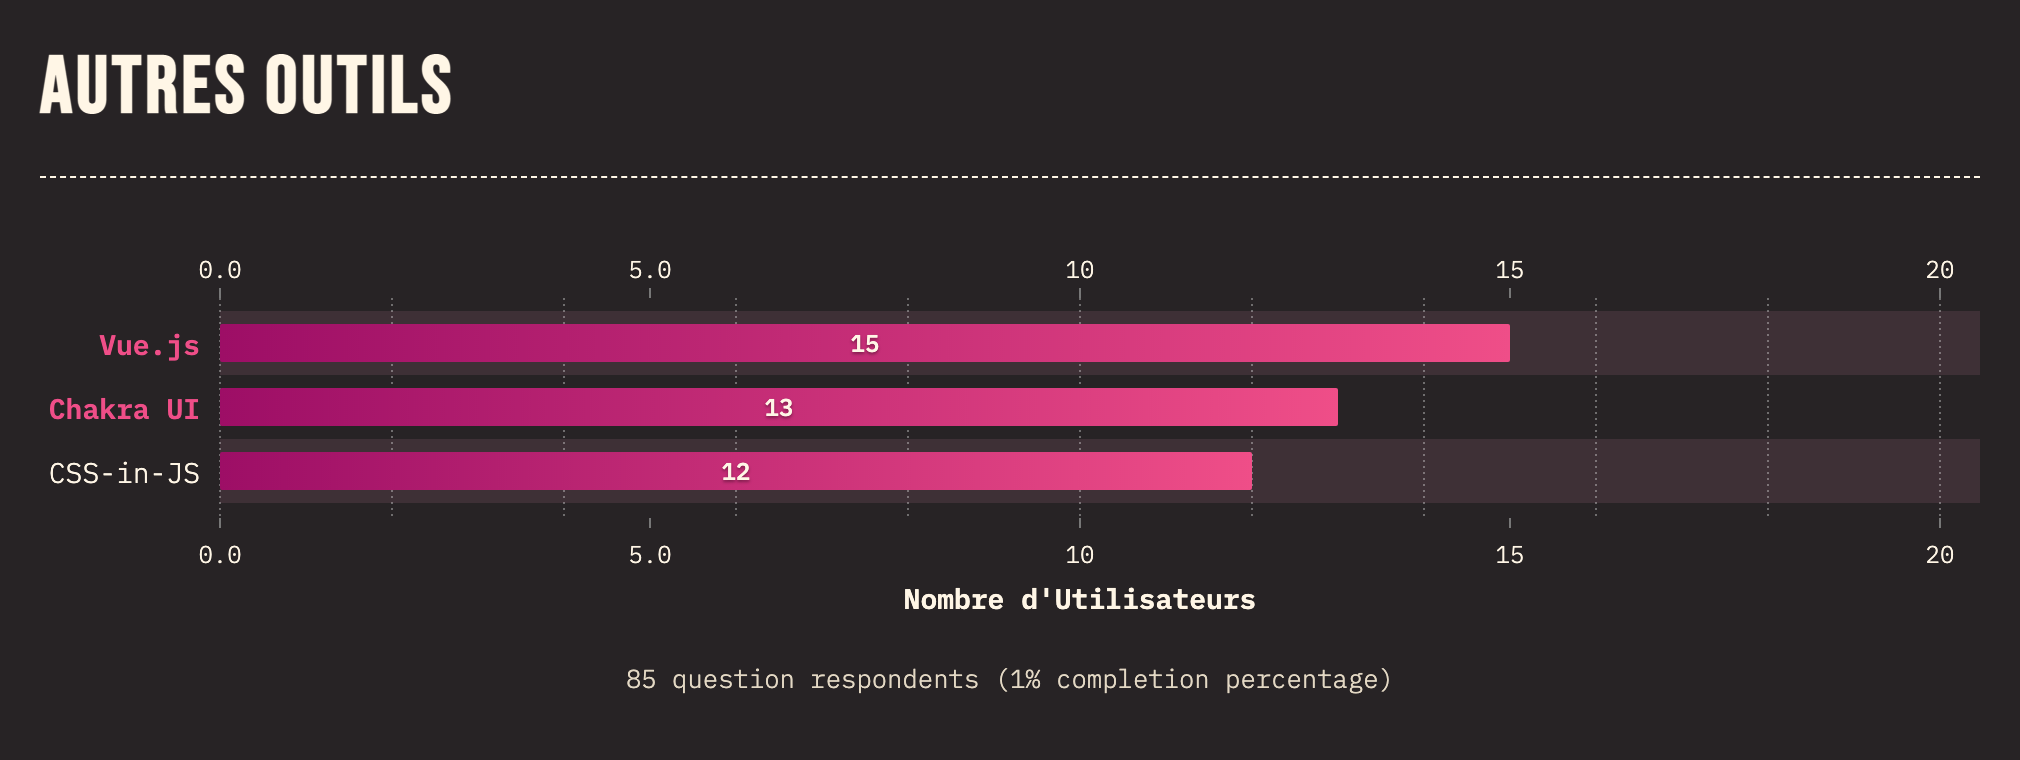 AUTRES OUTILS
0.0 5.0 10 15 20
Vue.js 15
Chakra UI 13
CSS-in-JS 12
0.0 5.0 10 15 20
Nombre d'Utilisateurs
85 question respondents (1% completion percentage)